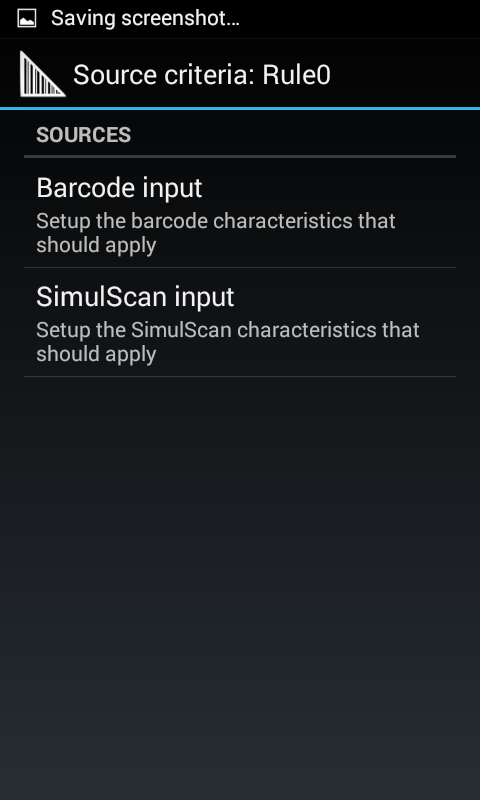 Saving screenshot...
Source criteria: Rule0
SOURCES
Barcode input
Setup the barcode characteristics that
should apply
SimulScan input
Setup the SimulScan characteristics that
should apply